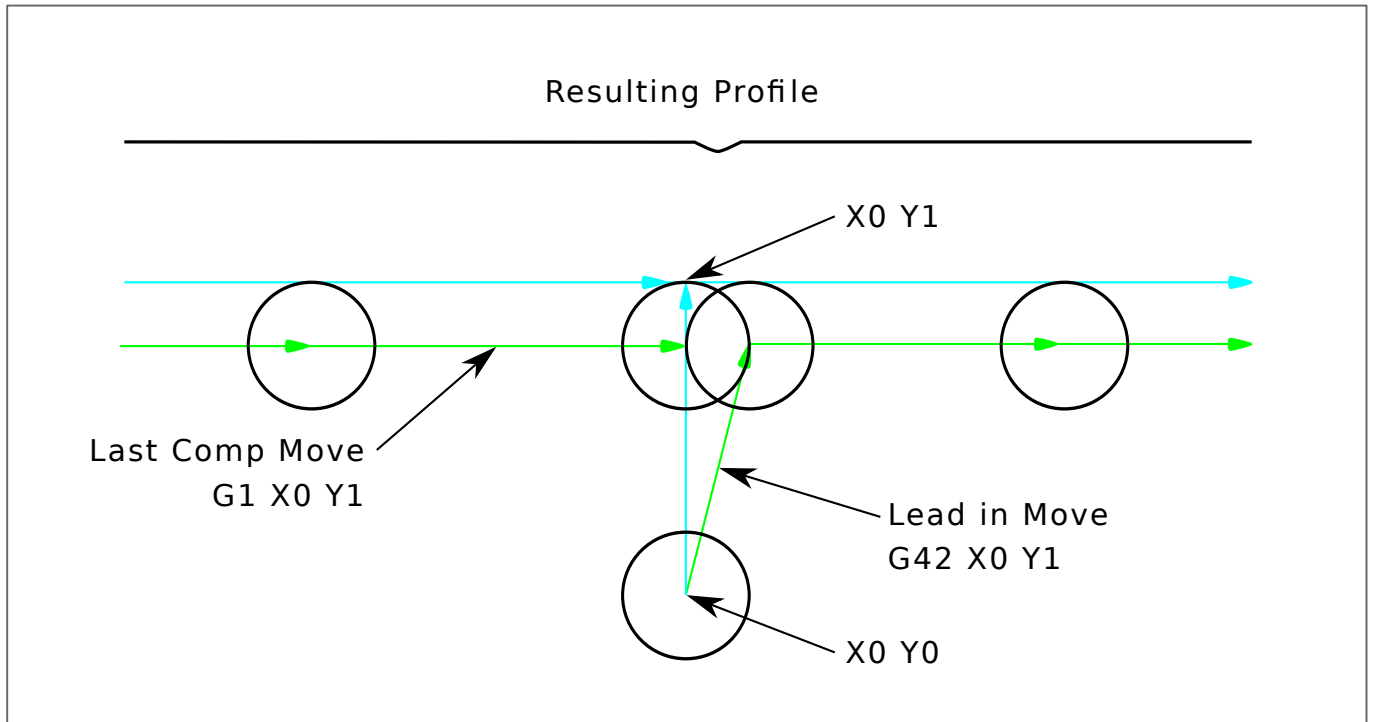 Resulting Profile
X0 Y1
Last Comp Move
G1 X0 Y1
Lead in Move
G42 X0 Y1
X0 Y0